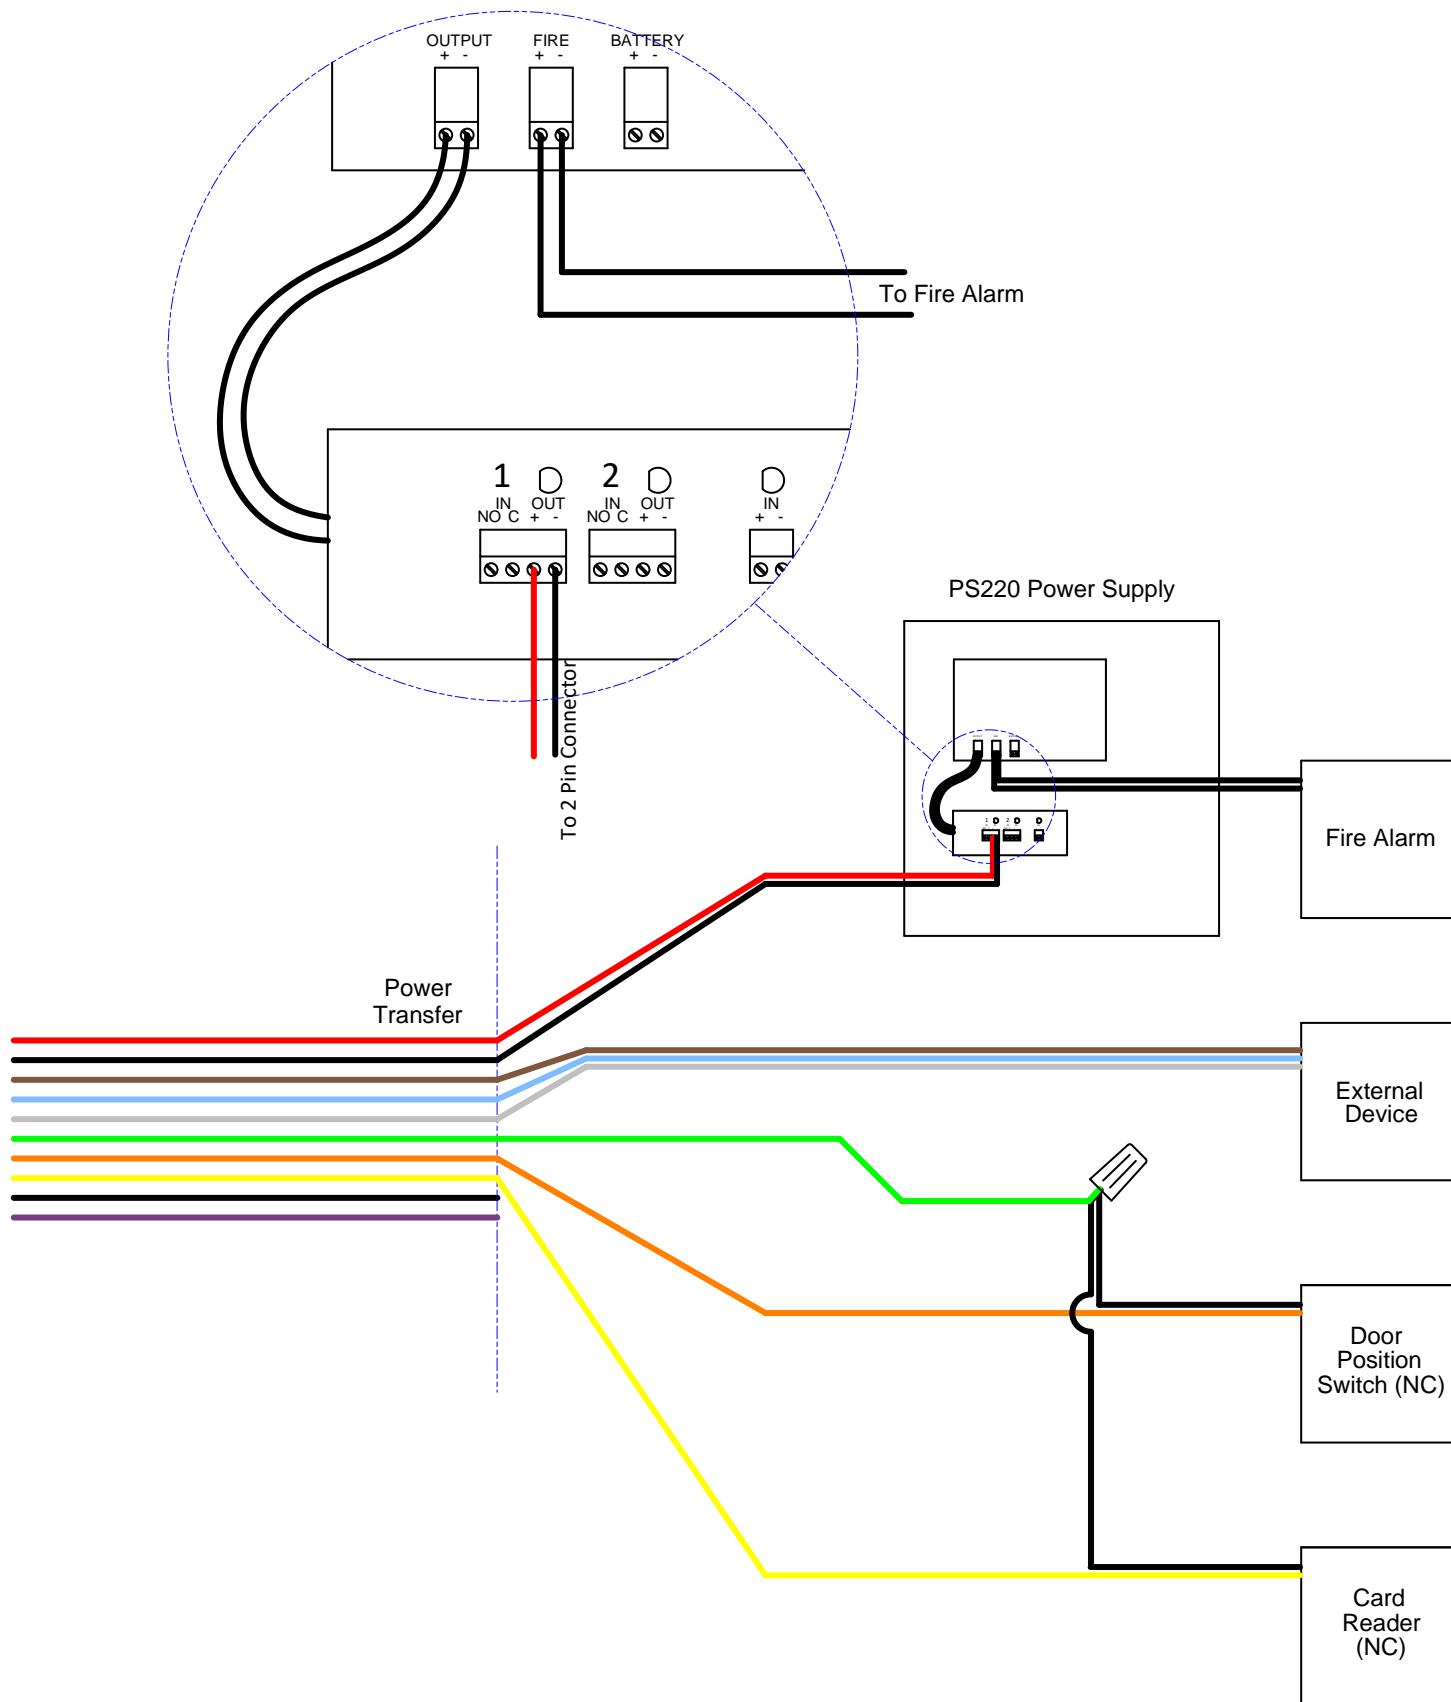 OUTPUT FIRE BATTERY
+ - + - + -
To Fire Alarm
1 2
IN OUT IN OUT IN
NO C + - NO C + - + -
To 2 Pin Connector
PS220 Power Supply
Fire Alarm
Power
Transfer
External
Device
Door
Position
Switch (NC)
Card
Reader
(NC)